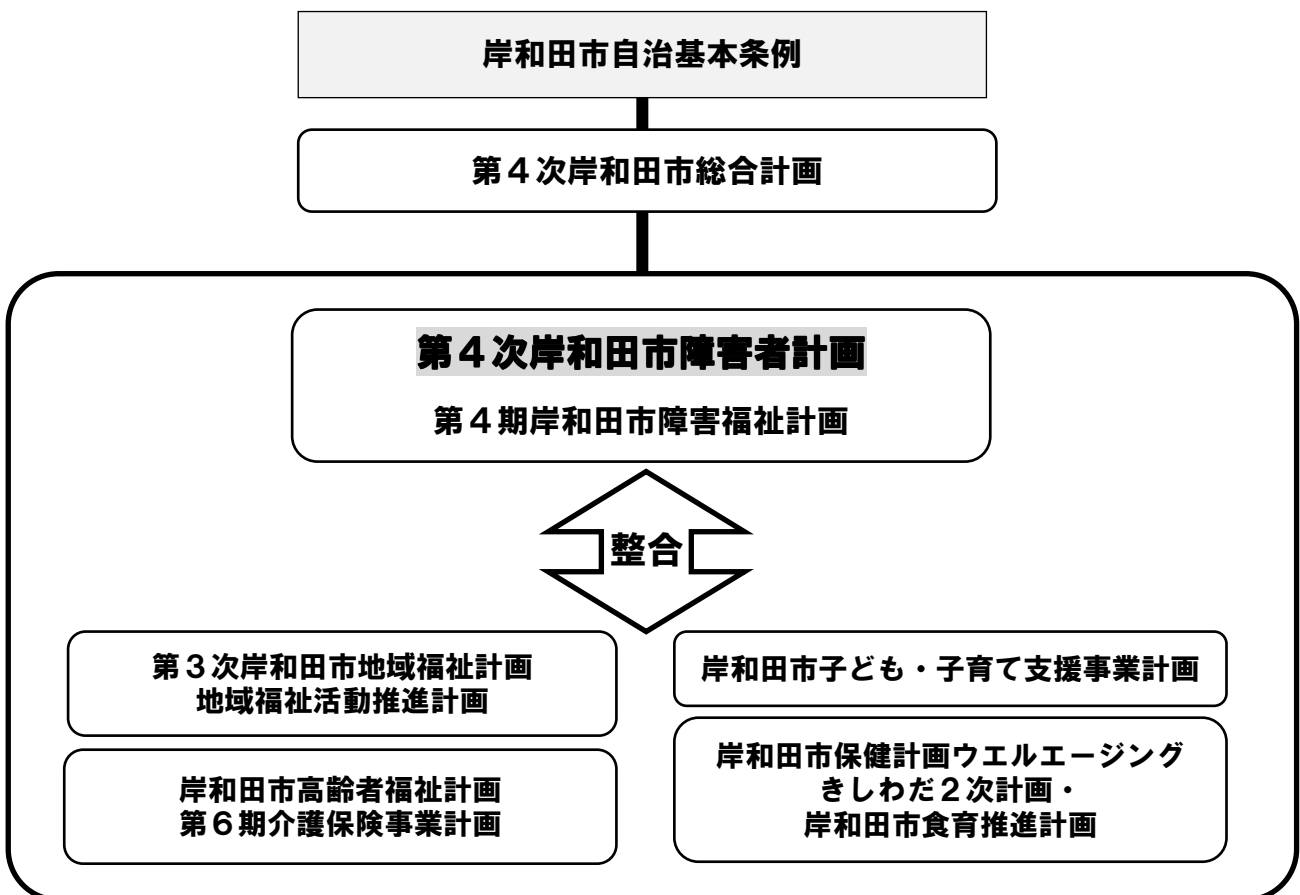 岸和田市自治基本条例
第４次岸和田市総合計画
第４次岸和田市障害者計画
第４期岸和田市障害福祉計画
整合
第３次岸和田市地域福祉計画
地域福祉活動推進計画
岸和田市高齢者福祉計画
第６期介護保険事業計画
岸和田市子ども・子育て支援事業計画
岸和田市保健計画ウエルエージング
きしわだ２次計画・
岸和田市食育推進計画